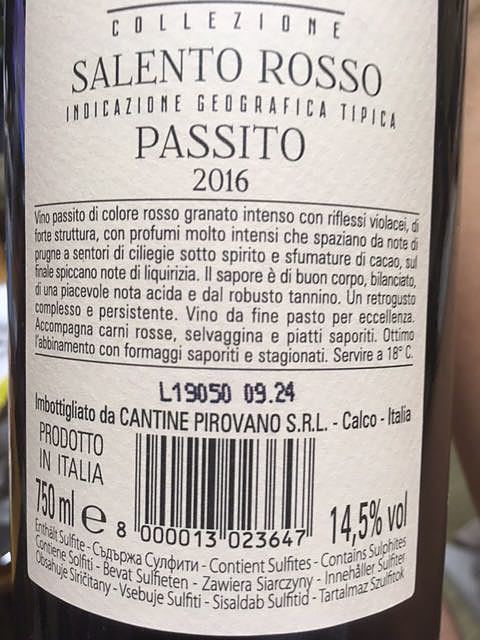 COLLEZIONE
SALENTO ROSSO
INDICAZIONE GEOGRAFICA TIPICA
PASSITO
2016
Vino passito di colore rosso granato intenso con riflessi violacei, di
forte struttura, con profumi molto intensi che spaziano da note di
prugne a sentori di ciliegie sotto spirito e sfumature di cacao, sul
finale spiccano note di liquirizia. Il sapore è di buon corpo, bilanciato,
di una piacevole nota acida e dal robusto tannino. Un retrogusto
complesso e persistente. Vino da fine pasto per eccellenza.
Accompagna carni rosse, selvaggina e piatti saporiti. Ottimo
l'abbinamento con formaggi saporiti e stagionati. Servire a 18° C.
L19050 09.24
Imbottigliato da CANTINE PIROVANO S.R.L. - Calco - Italia
PRODOTTO
IN ITALIA
750 ml e
8 000013 023647
14,5% vol
Enthält Sulfite - Съдържа Сулфити - Contient Sulfites - Contains Sulphites
Contiene Solfiti - Bevat Sulfieten - Zawiera Siarczyny - Innehåller Sulfiter
Obsahuje Siričitany - Vsebuje Sulfiti - Sisaldab Sulfitid - Tartalmaz Szulfitok